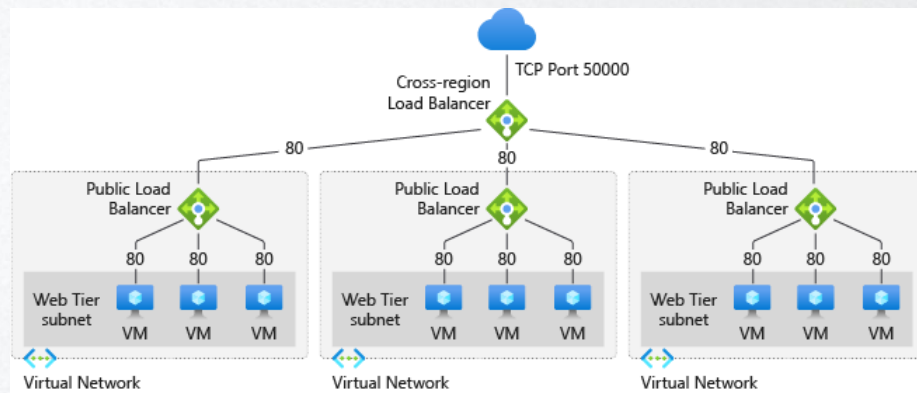 TCP Port 50000
Cross-region
Load Balancer
80
80
80
Public Load
Balancer
Public Load
Balancer
Public Load
Balancer
80
80
80
80
80
80
80
80
80
Web Tier
subnet
VM
VM
VM
Web Tier
subnet
VM
VM
VM
Web Tier
subnet
VM
VM
VM
Virtual Network
Virtual Network
Virtual Network